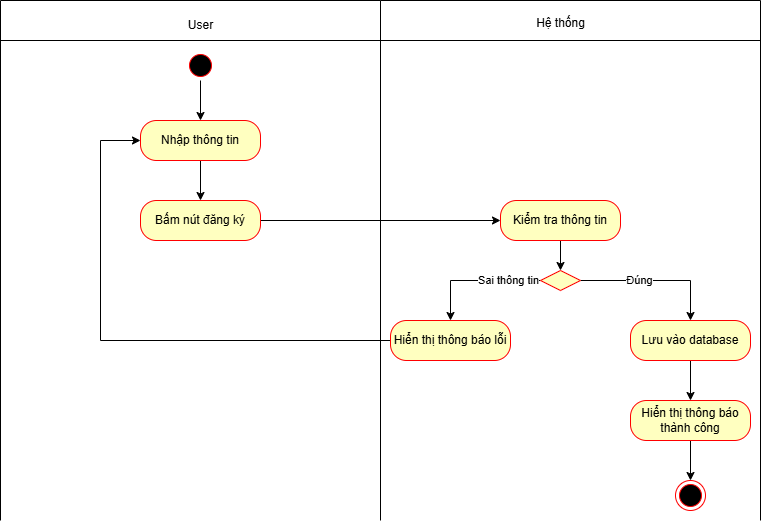 User
Hệ thống
Nhập thông tin
Bấm nút đăng ký
Kiểm tra thông tin
Sai thông tin
Đúng
Hiển thị thông báo lỗi
Lưu vào database
Hiển thị thông báo
thành công